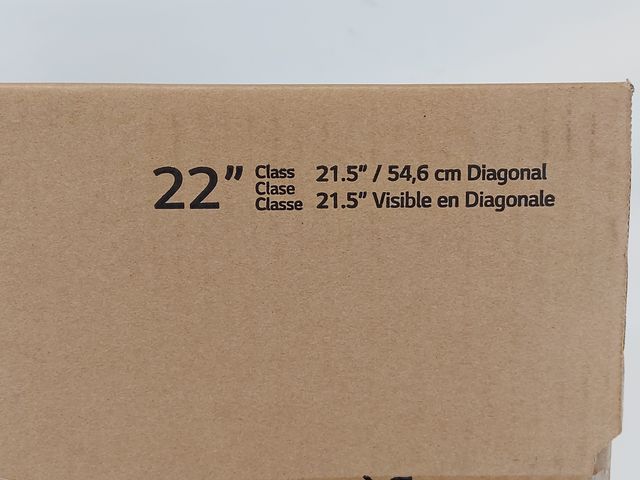 22” Class 21.5” / 54,6 cm Diagonal
Clase
Classe 21.5” Visible en Diagonale